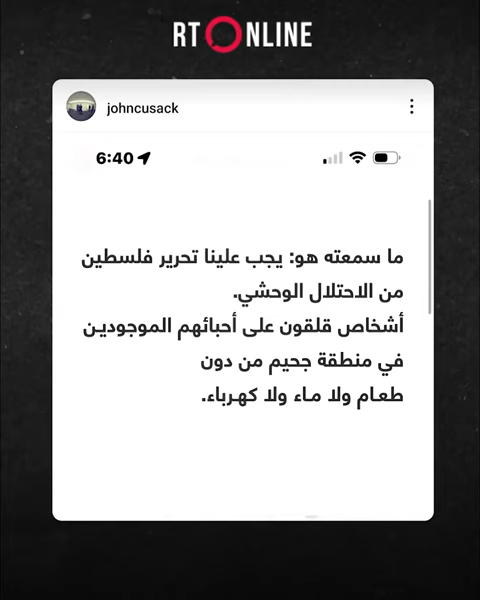 RT ONLINE
johncusack
6:40
ما سمعته هو: يجب علينا تحرير فلسطين
من الاحتلال الوحشي.
أشخاص قلقون على أحبائهم الموجودين
في منطقة جحيم من دون
طعام ولا ماء ولا كهرباء.